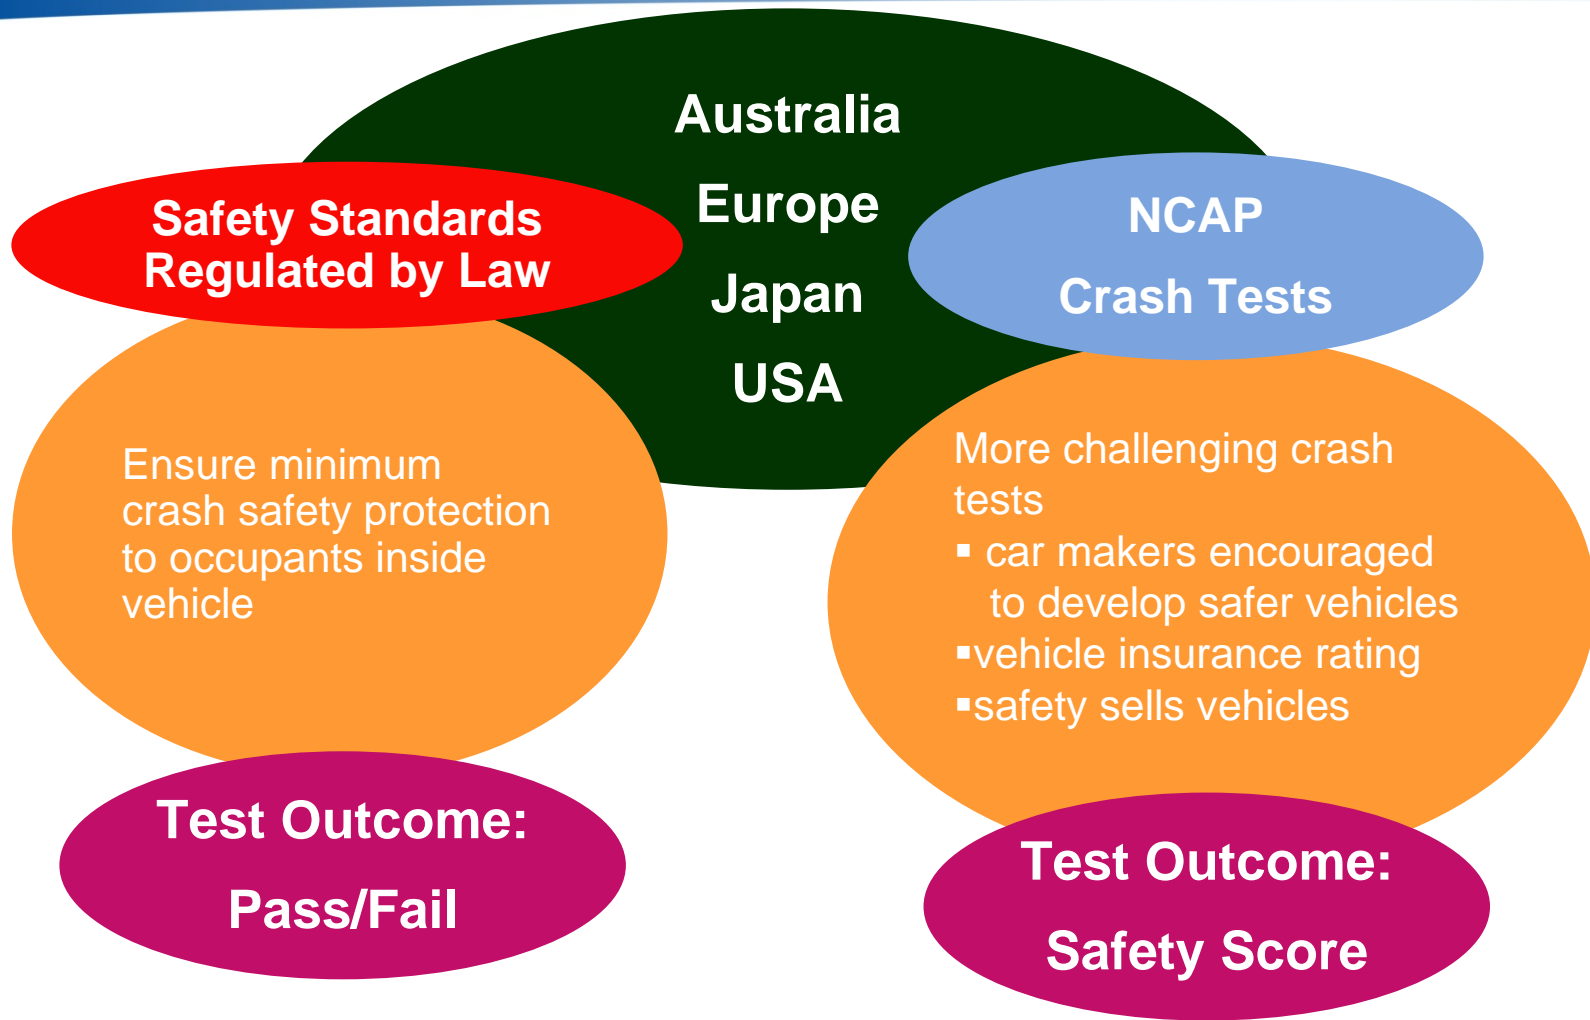 Australia
Europe
Japan
USA
Safety Standards
Regulated by Law
Ensure minimum
crash safety protection
to occupants inside
vehicle
Test Outcome:
Pass/Fail
NCAP
Crash Tests
More challenging crash
tests
▪ car makers encouraged
to develop safer vehicles
▪vehicle insurance rating
▪safety sells vehicles
Test Outcome:
Safety Score